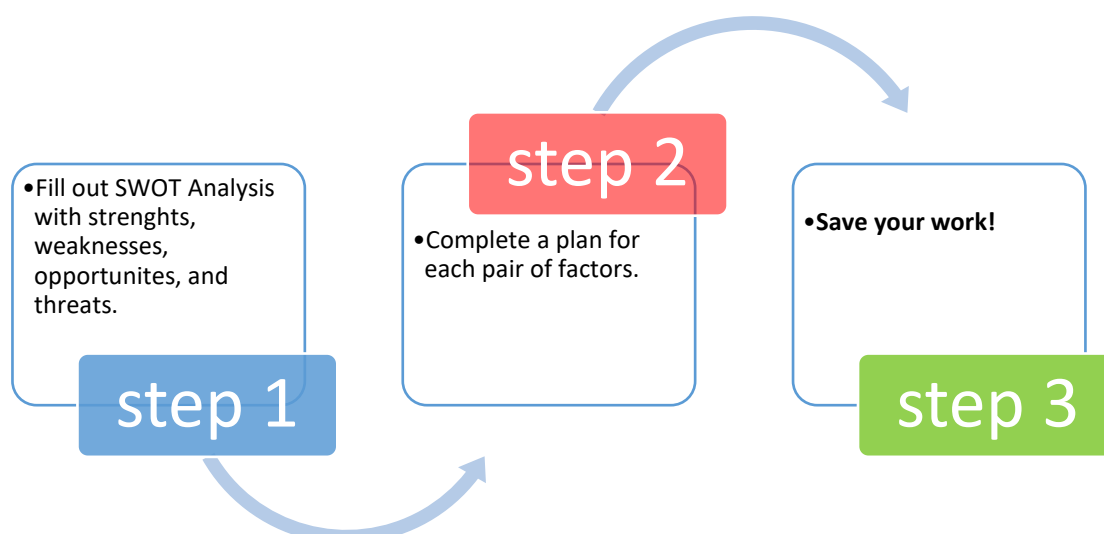 •Fill out SWOT Analysis
with strenghts,
weaknesses,
opportunites, and
threats.
step 1
step 2
•Complete a plan for
each pair of factors.
•Save your work!
step 3